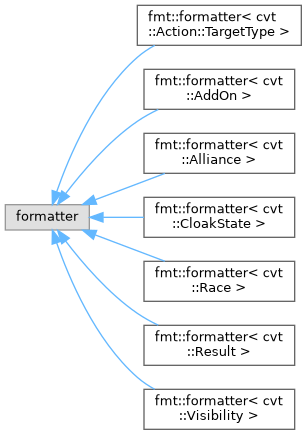 fmt::formatter< cvt
::Action::TargetType >
fmt::formatter< cvt
::AddOn >
fmt::formatter< cvt
::Alliance >
formatter
fmt::formatter< cvt
::CloakState >
fmt::formatter< cvt
::Race >
fmt::formatter< cvt
::Result >
fmt::formatter< cvt
::Visibility >